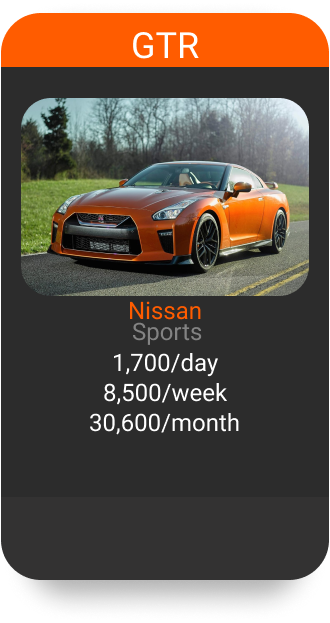 GTR
Nissan
Sports
1,700/day
8,500/week
30,600/month